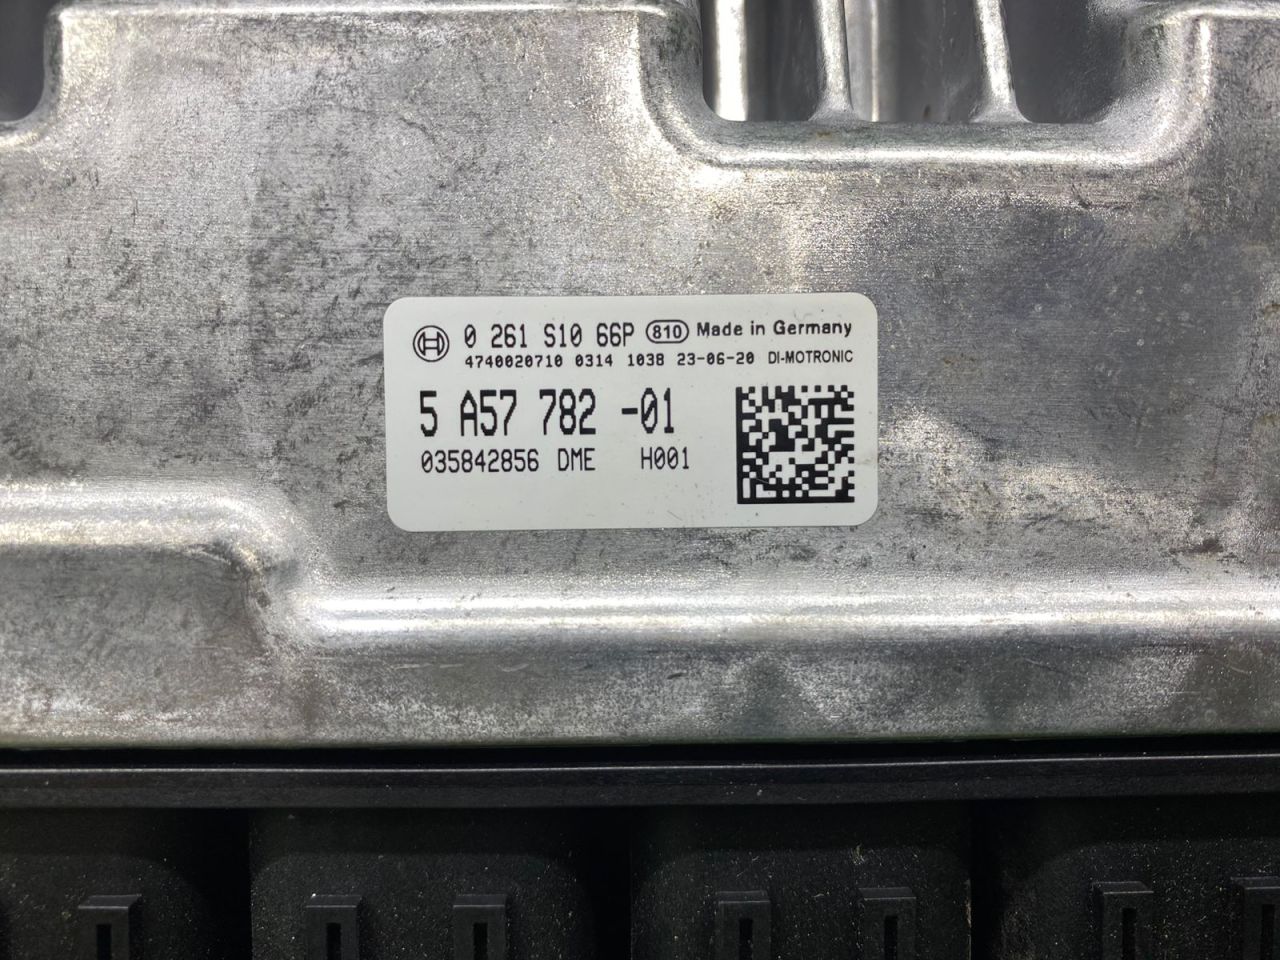 0 261 S10 66P 810 Made in Germany
4740020710 0314 1038 23-06-20 DI-MOTRONIC
5 A57 782 -01
035842856 DME H001